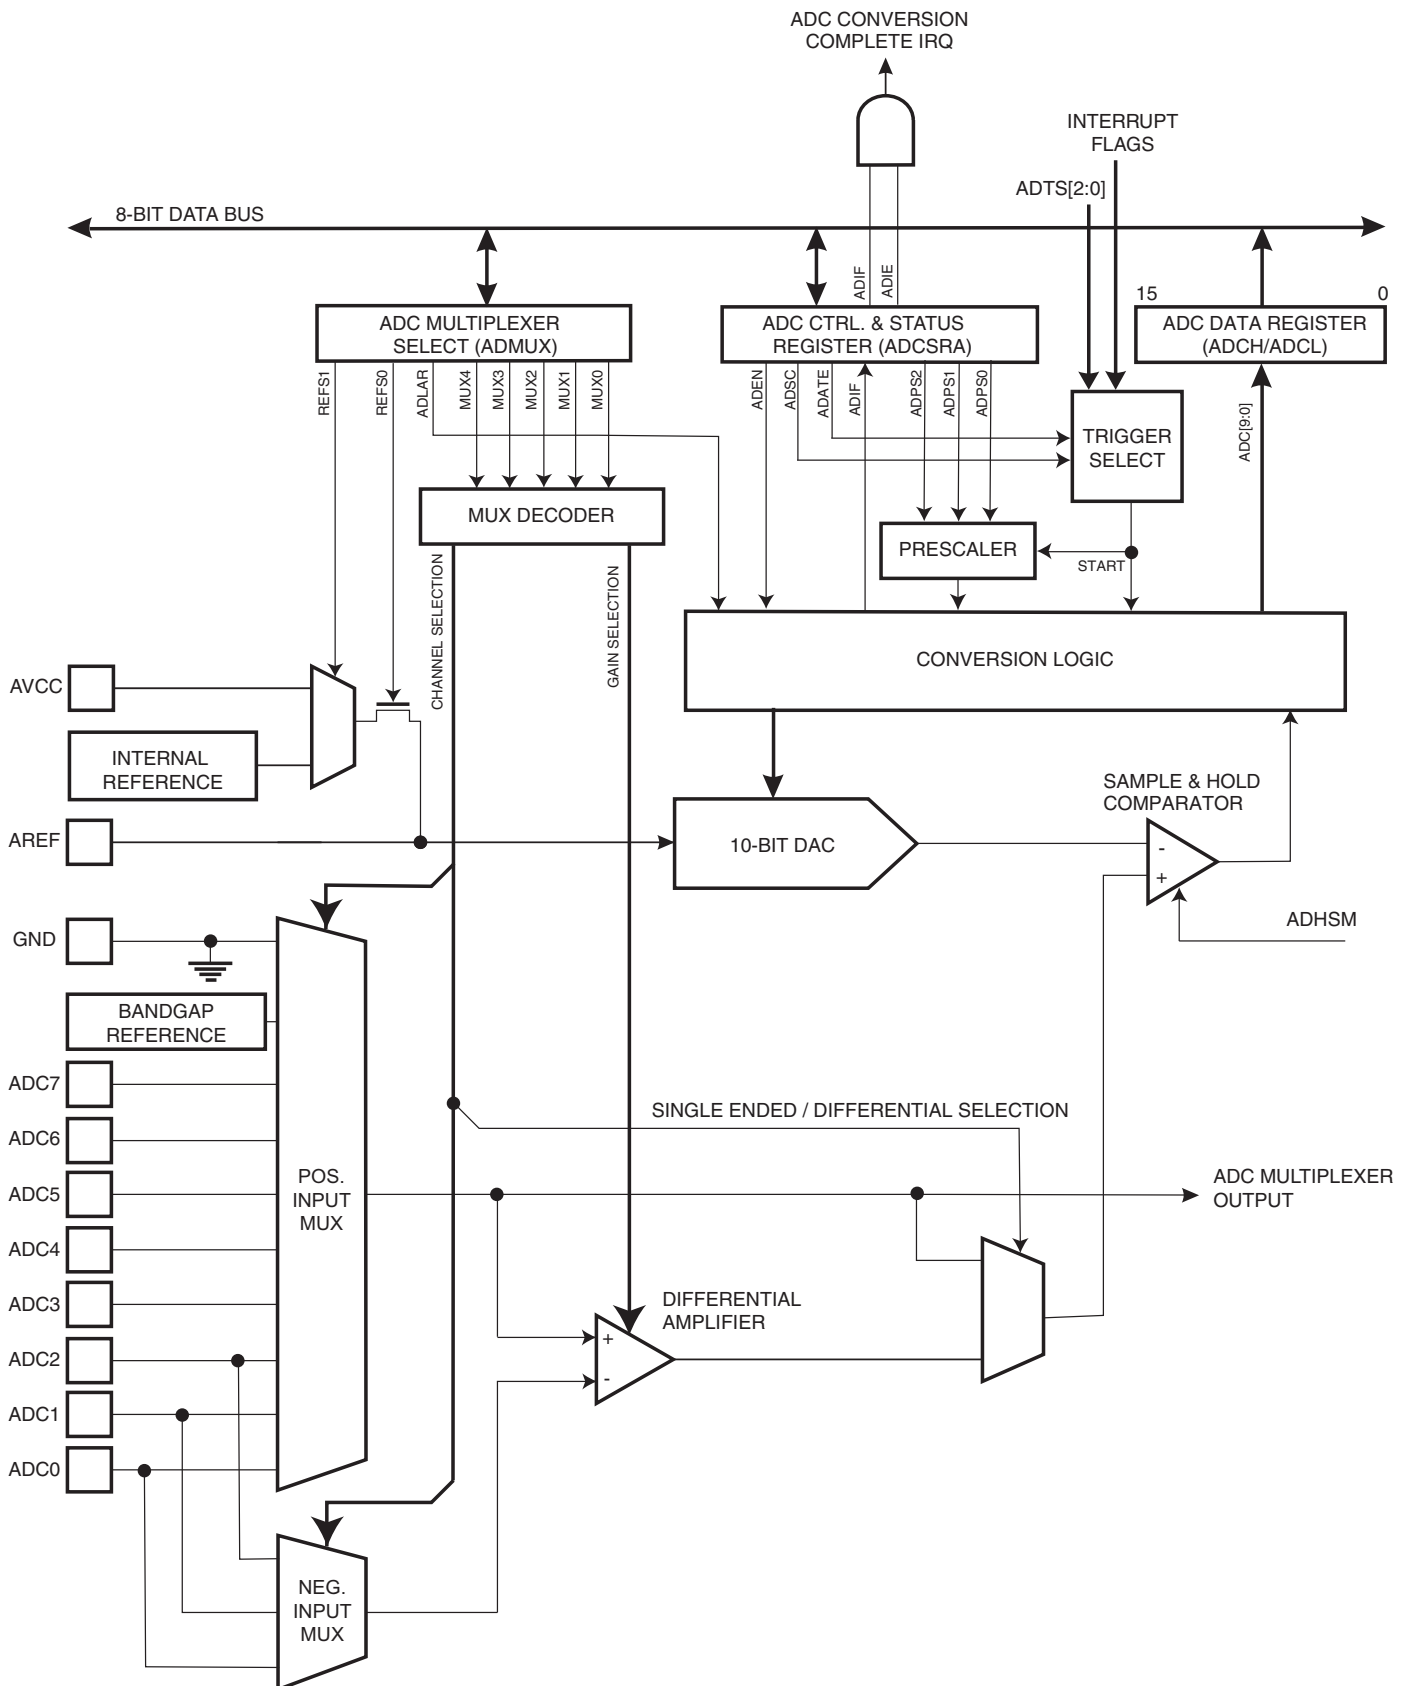 ADC CONVERSION
COMPLETE IRQ
INTERRUPT
FLAGS
ADTS[2:0]
8-BIT DATA BUS
ADIF
ADIE
15
0
ADC MULTIPLEXER
SELECT (ADMUX)
ADC CTRL. & STATUS
REGISTER (ADCSRA)
ADC DATA REGISTER
(ADCH/ADCL)
REFS1
REFS0
ADLAR
MUX4
MUX3
MUX2
MUX1
MUX0
ADEN
ADSC
ADATE
ADIF
ADPS2
ADPS1
ADPS0
ADC[9:0]
TRIGGER
SELECT
MUX DECODER
PRESCALER
START
CHANNEL SELECTION
GAIN SELECTION
CONVERSION LOGIC
AVCC
INTERNAL
REFERENCE
SAMPLE & HOLD
COMPARATOR
AREF
10-BIT DAC
-
+
ADHSM
GND
BANDGAP
REFERENCE
ADC7
SINGLE ENDED / DIFFERENTIAL SELECTION
ADC6
ADC5
POS.
INPUT
MUX
ADC MULTIPLEXER
OUTPUT
ADC4
ADC3
DIFFERENTIAL
AMPLIFIER
+
-
ADC2
ADC1
ADC0
NEG.
INPUT
MUX